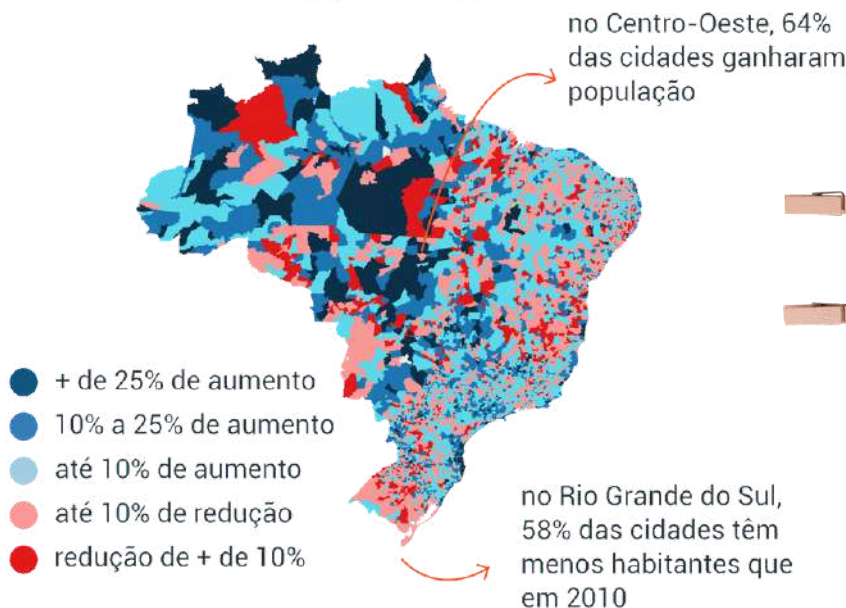 no Centro-Oeste, 64%
das cidades ganharam
população
+ de 25% de aumento
10% a 25% de aumento
até 10% de aumento
até 10% de redução
redução de + de 10%
no Rio Grande do Sul,
58% das cidades têm
menos habitantes que
em 2010